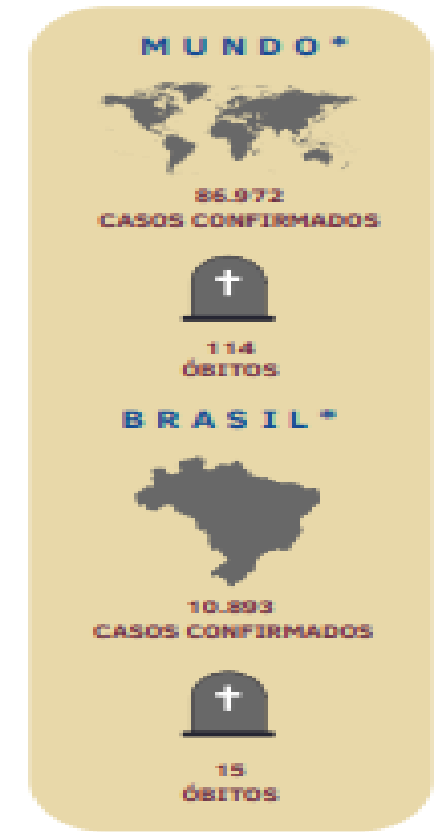 MUNDO*
86.972
CASOS CONFIRMADOS
114
ÓBITOS
BRASIL*
10.893
CASOS CONFIRMADOS
15
ÓBITOS